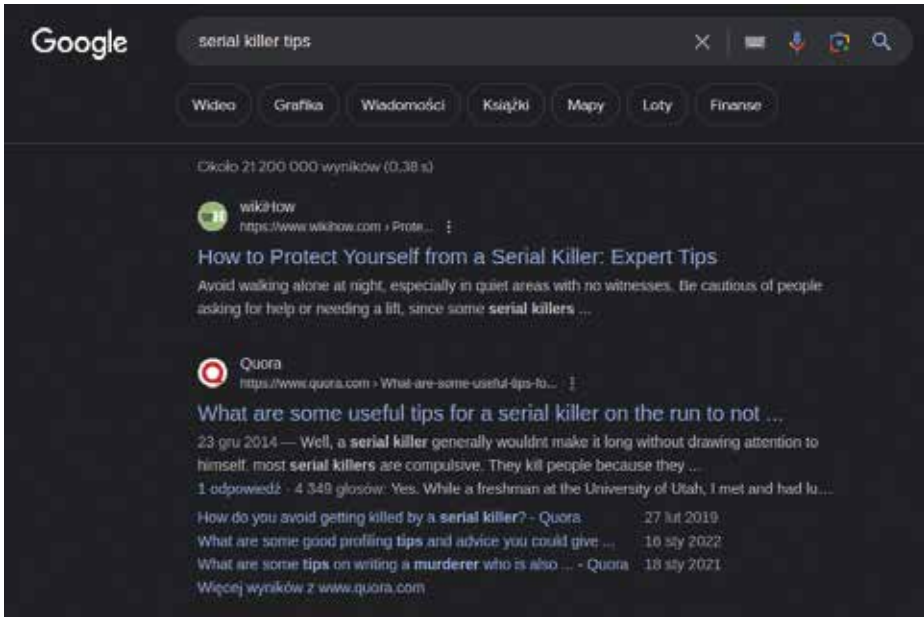 Google
serial killer tips
Wideo Grafika Wiadomości Książki Mapy Loty Finanse
Około 21 200 000 wyników (0,38 s)
wikiHow
https://www.wikihow.com › Prote...
How to Protect Yourself from a Serial Killer: Expert Tips
Avoid walking alone at night, especially in quiet areas with no witnesses. Be cautious of people
asking for help or needing a lift, since some serial killers ...
Quora
https://www.quora.com › What-are-some-useful-tips-fo...
What are some useful tips for a serial killer on the run to not ...
23 gru 2014 — Well, a serial killer generally wouldnt make it long without drawing attention to
himself. most serial killers are compulsive. They kill people because they ...
1 odpowiedź · 4 349 głosów: Yes. While a freshman at the University of Utah, I met and had lu...
How do you avoid getting killed by a serial killer? - Quora 27 lut 2019
What are some good profiling tips and advice you could give ... 16 sty 2022
What are some tips on writing a murderer who is also ... - Quora 18 sty 2021
Więcej wyników z www.quora.com